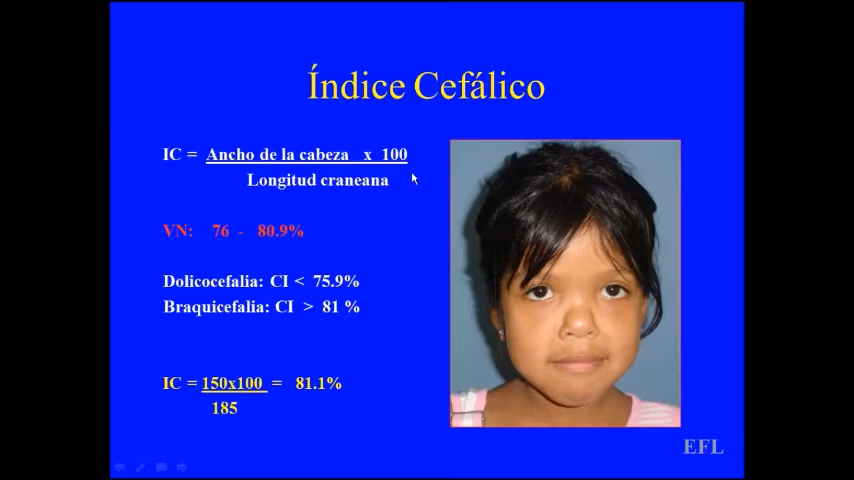 Índice Cefálico
IC = Ancho de la cabeza x 100
Longitud craneana
VN: 76 - 80.9%
Dolicocefalia: CI < 75.9%
Braquicefalia: CI > 81 %
IC = 150x100 = 81.1%
185
EFL